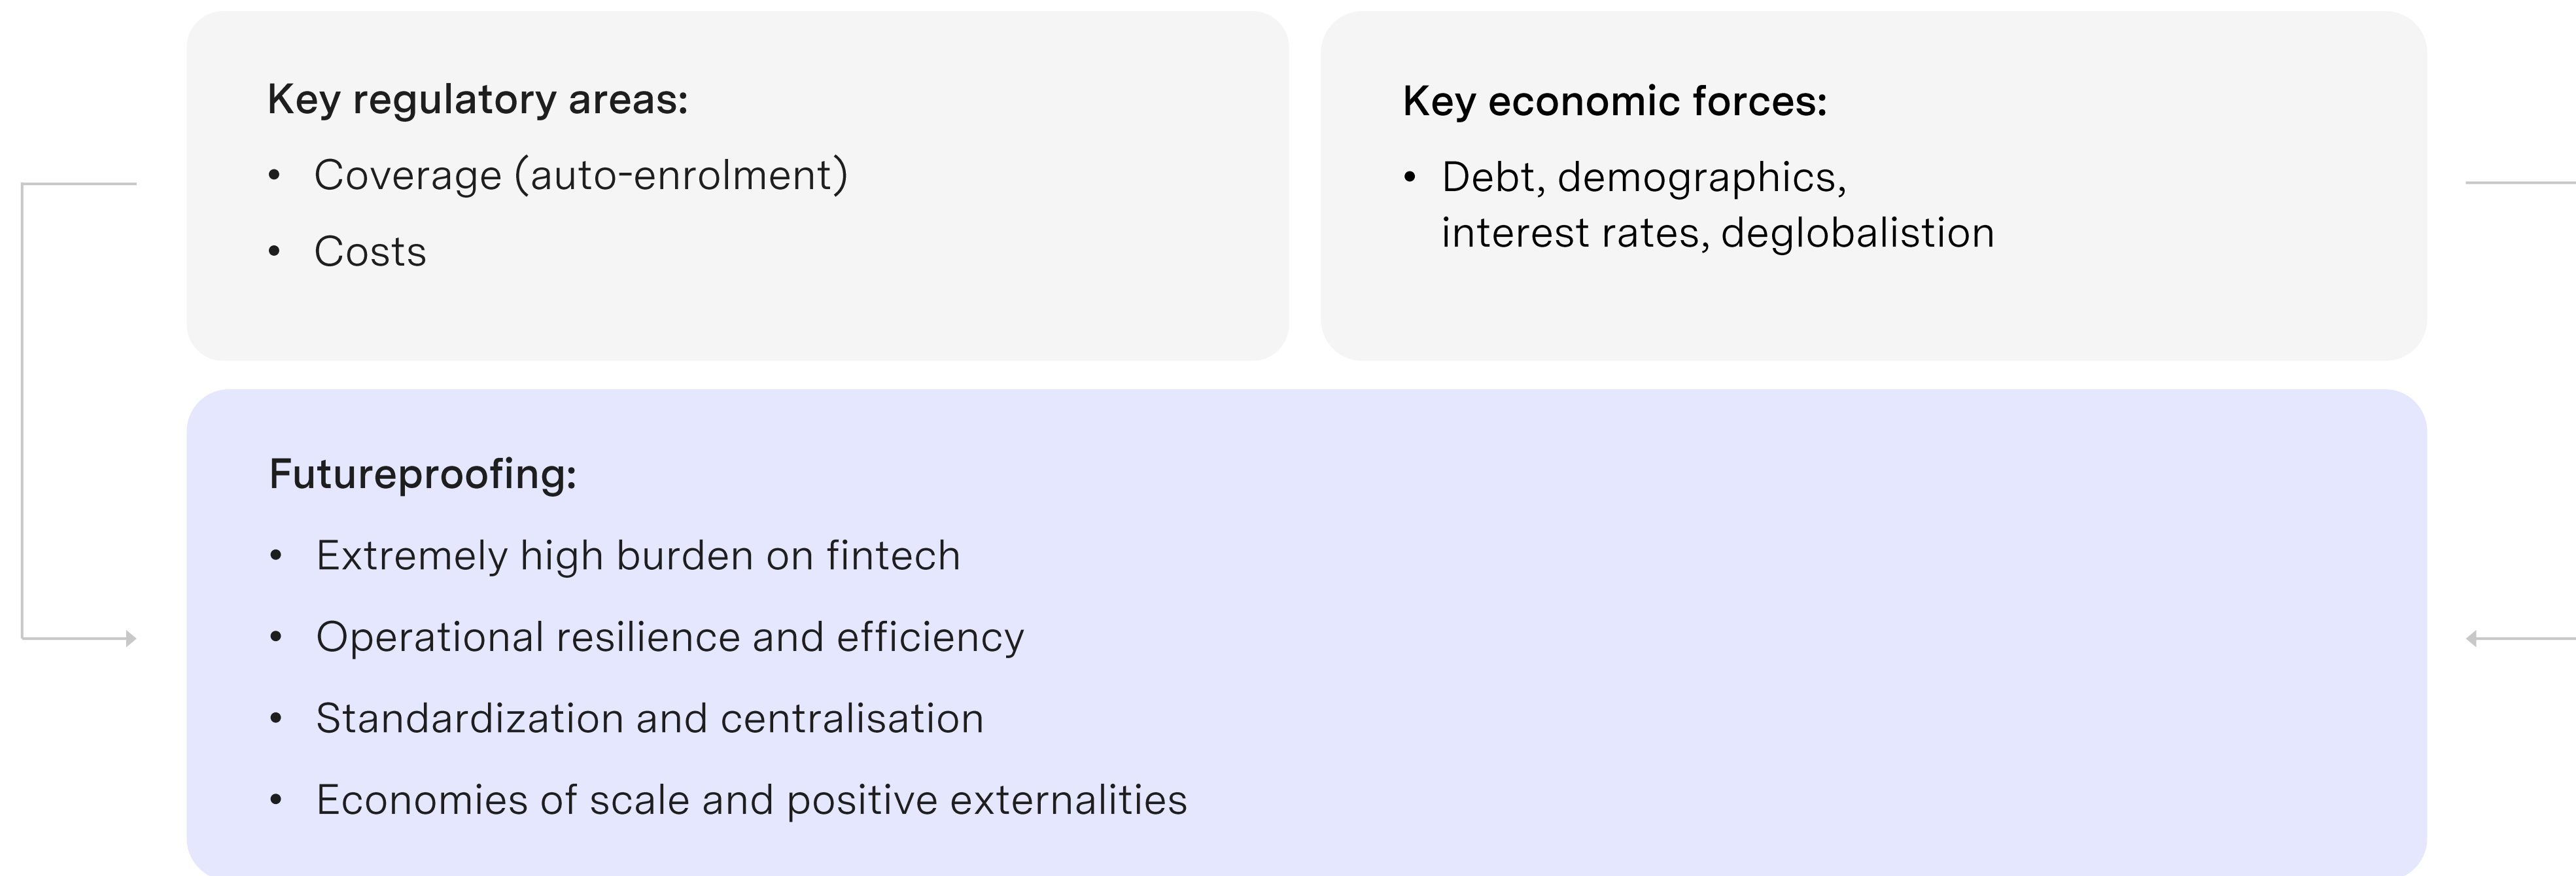 Key regulatory areas:
• Coverage (auto-enrolment)
• Costs
Key economic forces:
• Debt, demographics,
interest rates, deglobalistion
Futureproofing:
• Extremely high burden on fintech
• Operational resilience and efficiency
• Standardization and centralisation
• Economies of scale and positive externalities